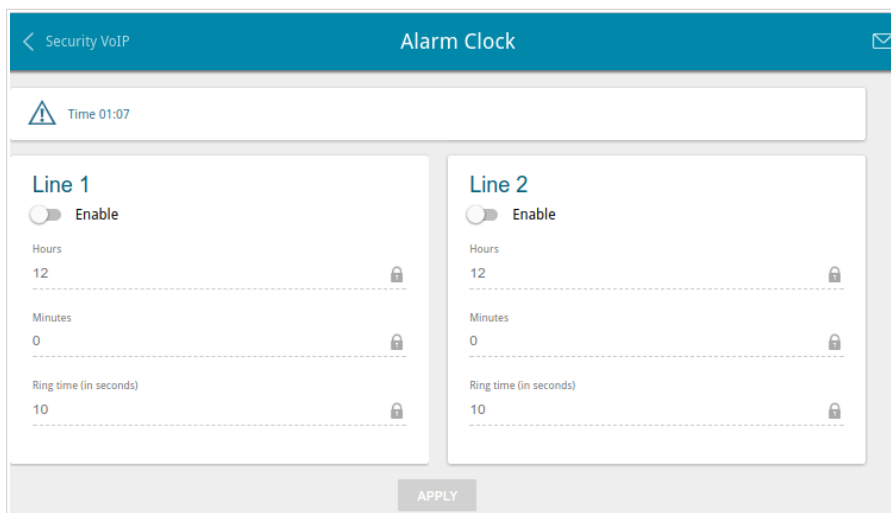 Security VoIP
Alarm Clock
Time 01:07
Line 1
Enable
Hours
12
Minutes
0
Ring time (in seconds)
10
Line 2
Enable
Hours
12
Minutes
0
Ring time (in seconds)
10
APPLY